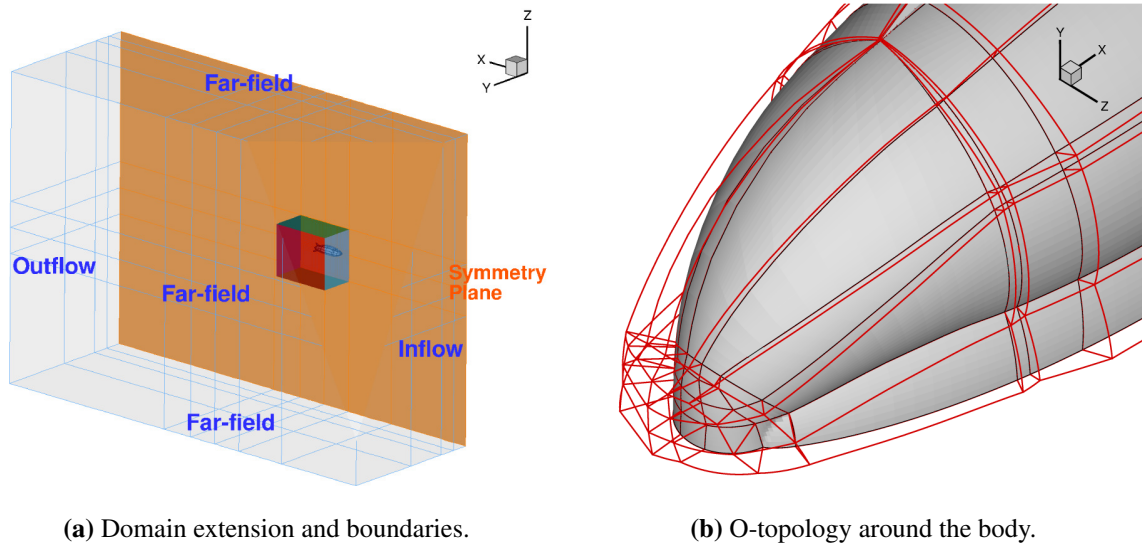 Z
X
Y
Far-field
Outflow
Far-field
Symmetry
Plane
Inflow
Far-field
(a) Domain extension and boundaries.
Y
X
Z
(b) O-topology around the body.